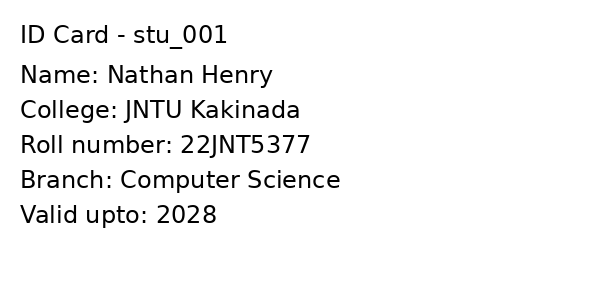 ID Card - stu_001
Name: Nathan Henry
College: JNTU Kakinada
Roll number: 22JNT5377
Branch: Computer Science
Valid upto: 2028